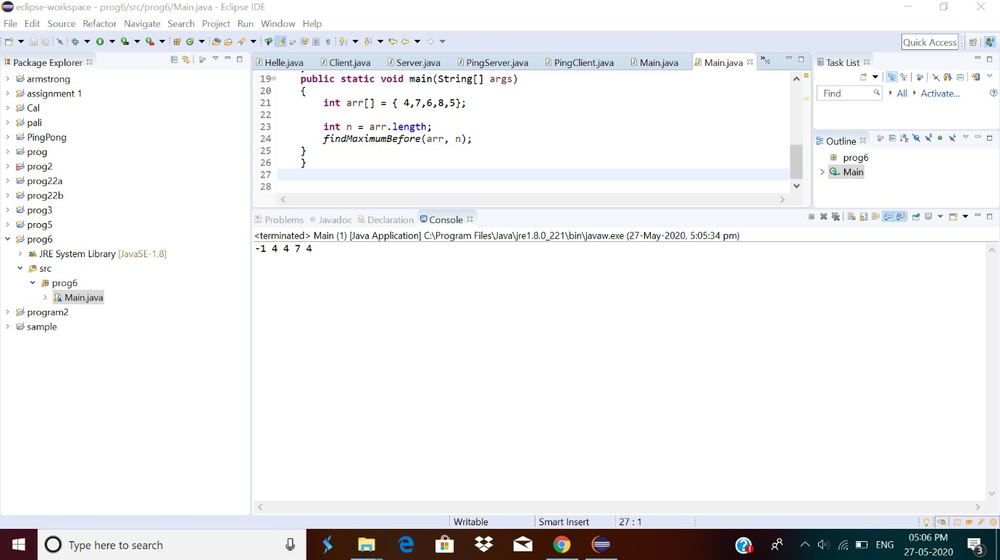 eclipse-workspace - prog6/src/prog6/Main.java - Eclipse IDE
File Edit Source Refactor Navigate Search Project Run Window Help
Quick Access
Package Explorer
armstrong
assignment 1
Cal
pali
PingPong
prog
prog2
prog22a
prog22b
prog3
prog5
prog6
JRE System Library [JavaSE-1.8]
src
prog6
Main.java
program2
sample
Helle.java Client.java Server.java PingServer.java PingClient.java Main.java Main.java »10
19 public static void main(String[] args)
20 {
21 int arr[] = { 4,7,6,8,5};
22
23 int n = arr.length;
24 findMaximumBefore(arr, n);
25 }
26 }
27
28
Task List
Find All Activate...
Outline
prog6
Main
Problems Javadoc Declaration Console
<terminated> Main (1) [Java Application] C:\Program Files\Java\jre1.8.0_221\bin\javaw.exe (27-May-2020, 5:05:34 pm)
-1 4 4 7 4
Writable Smart Insert 27 : 1
Type here to search
ENG
05:06 PM
27-05-2020
3